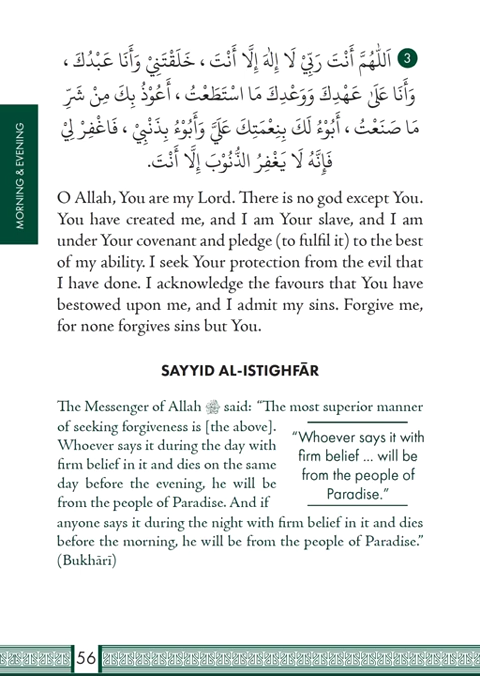 3 اَللّٰهُمَّ أَنْتَ رَبِّيْ لَا إِلٰهَ إِلَّا أَنْتَ ، خَلَقْتَنِيْ وَأَنَا عَبْدُكَ ،
وَأَنَا عَلَىٰ عَهْدِكَ وَوَعْدِكَ مَا اسْتَطَعْتُ ، أَعُوْذُ بِكَ مِنْ شَرِّ
مَا صَنَعْتُ ، أَبُوْءُ لَكَ بِنِعْمَتِكَ عَلَيَّ وَأَبُوْءُ بِذَنْبِيْ ، فَاغْفِرْ لِيْ
فَإِنَّهُ لَا يَغْفِرُ الذُّنُوْبَ إِلَّا أَنْتَ.
MORNING & EVENING
O Allah, You are my Lord. There is no god except You.
You have created me, and I am Your slave, and I am
under Your covenant and pledge (to fulfil it) to the best
of my ability. I seek Your protection from the evil that
I have done. I acknowledge the favours that You have
bestowed upon me, and I admit my sins. Forgive me,
for none forgives sins but You.
SAYYID AL-ISTIGHFĀR
The Messenger of Allah ﷺ said: “The most superior manner
of seeking forgiveness is [the above].
Whoever says it during the day with
firm belief in it and dies on the same
day before the evening, he will be
from the people of Paradise. And if
anyone says it during the night with firm belief in it and dies
before the morning, he will be from the people of Paradise.”
(Bukhārī)
“Whoever says it with
firm belief ... will be
from the people of
Paradise.”
56